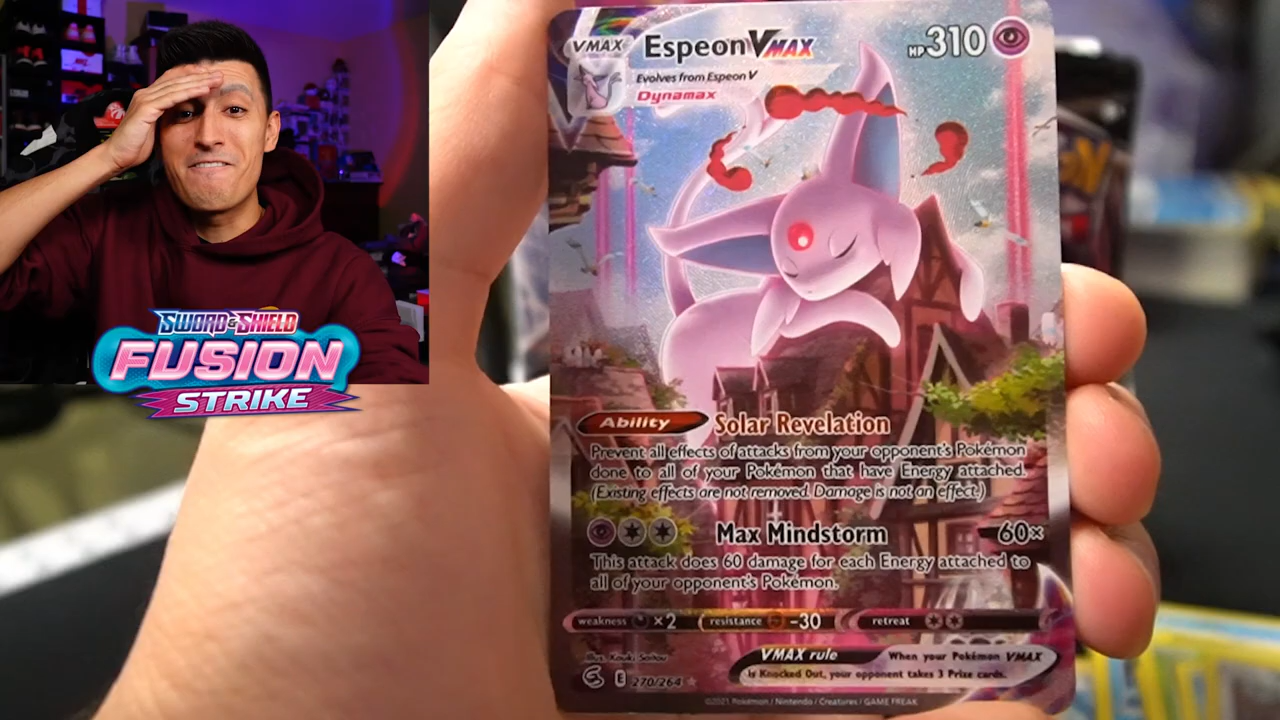 VMAX
Espeon VMAX
HP 310
Evolves from Espeon V
Dynamax
SWORD & SHIELD
FUSION
STRIKE
Ability
Solar Revelation
Prevent all effects of attacks from your opponent's Pokémon
done to all of your Pokémon that have Energy attached.
(Existing effects are not removed. Damage is not an effect.)
Max Mindstorm 60×
This attack does 60 damage for each Energy attached to
all of your opponent's Pokémon.
weakness ×2 resistance -30 retreat
Illus. Kouki Saitou
VMAX rule
When your Pokémon VMAX
is Knocked Out, your opponent takes 3 Prize cards.
E 270/264
©2021 Pokémon / Nintendo / Creatures / GAME FREAK